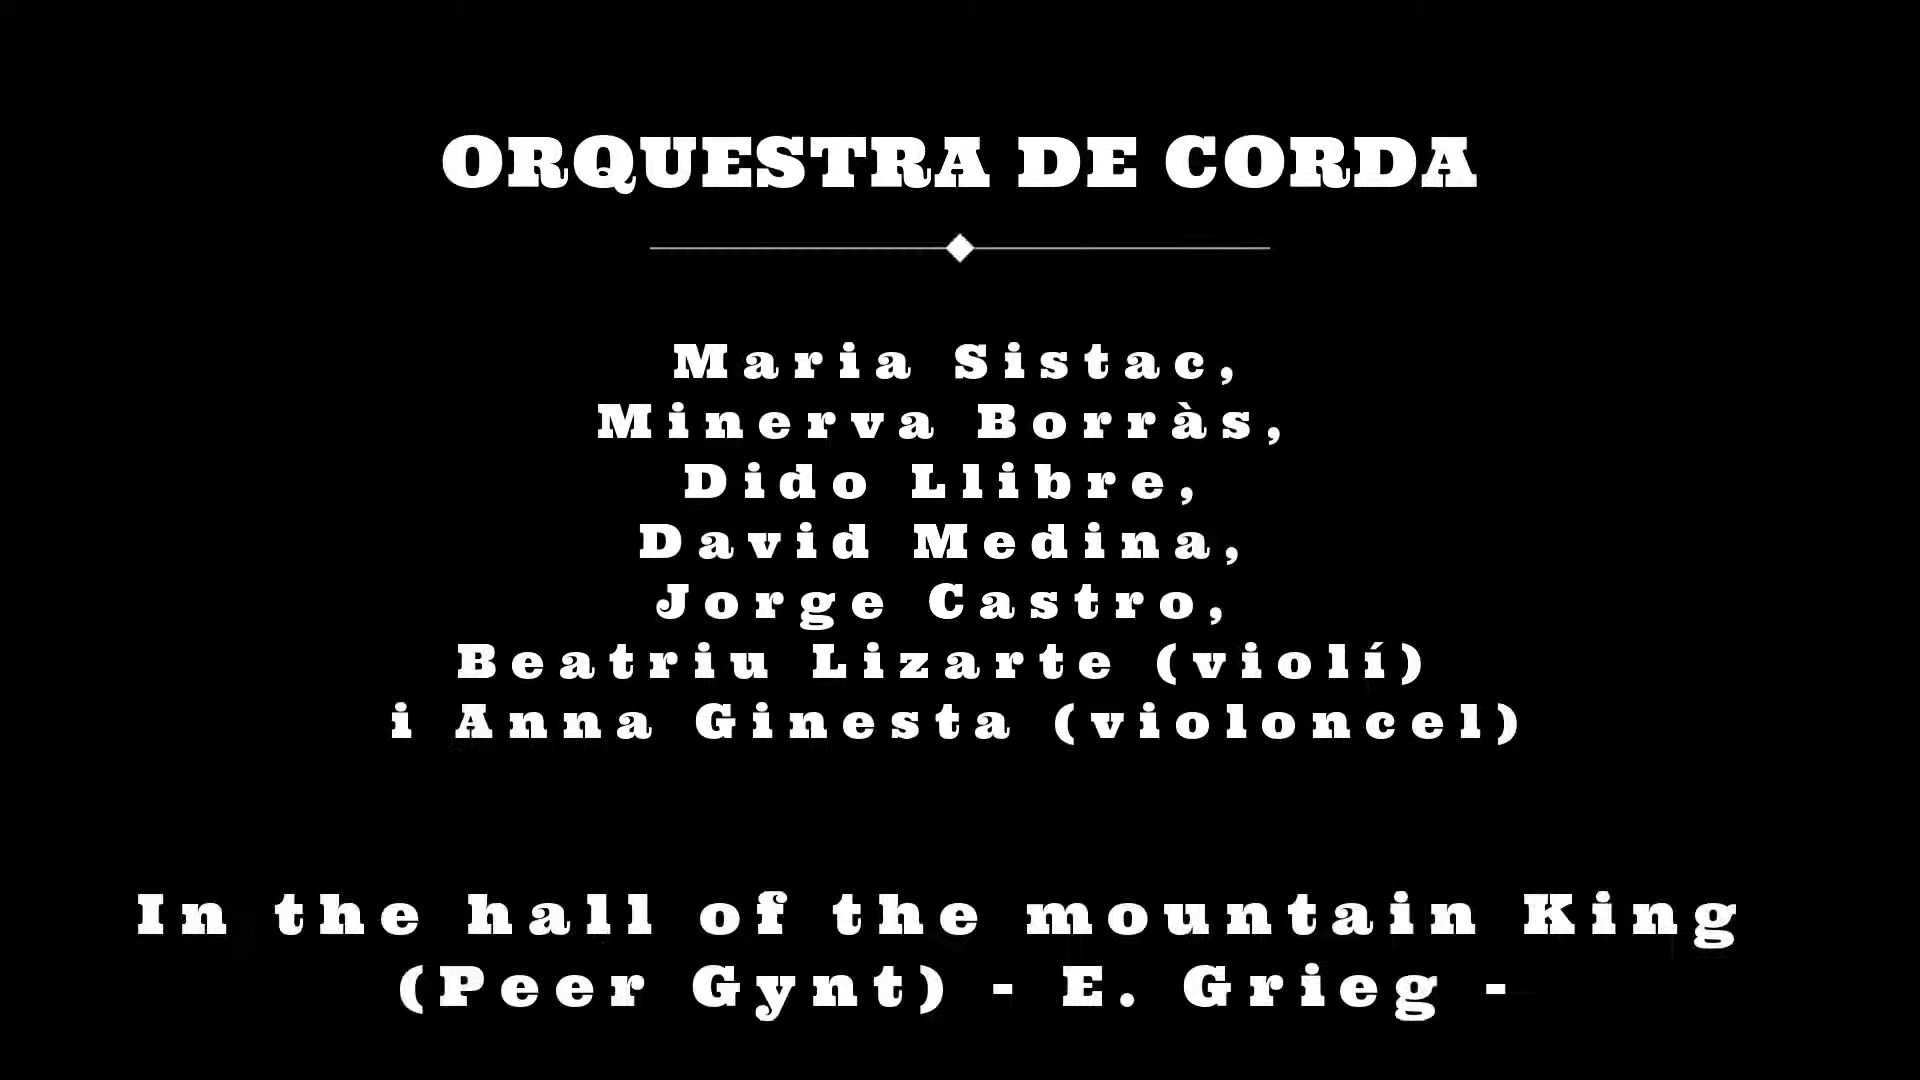 ORQUESTRA DE CORDA
Maria Sistac,
Minerva Borràs,
Dido Llibre,
David Medina,
Jorge Castro,
Beatriu Lizarte (violí)
i Anna Ginesta (violoncel)
In the hall of the mountain King
(Peer Gynt) - E. Grieg -